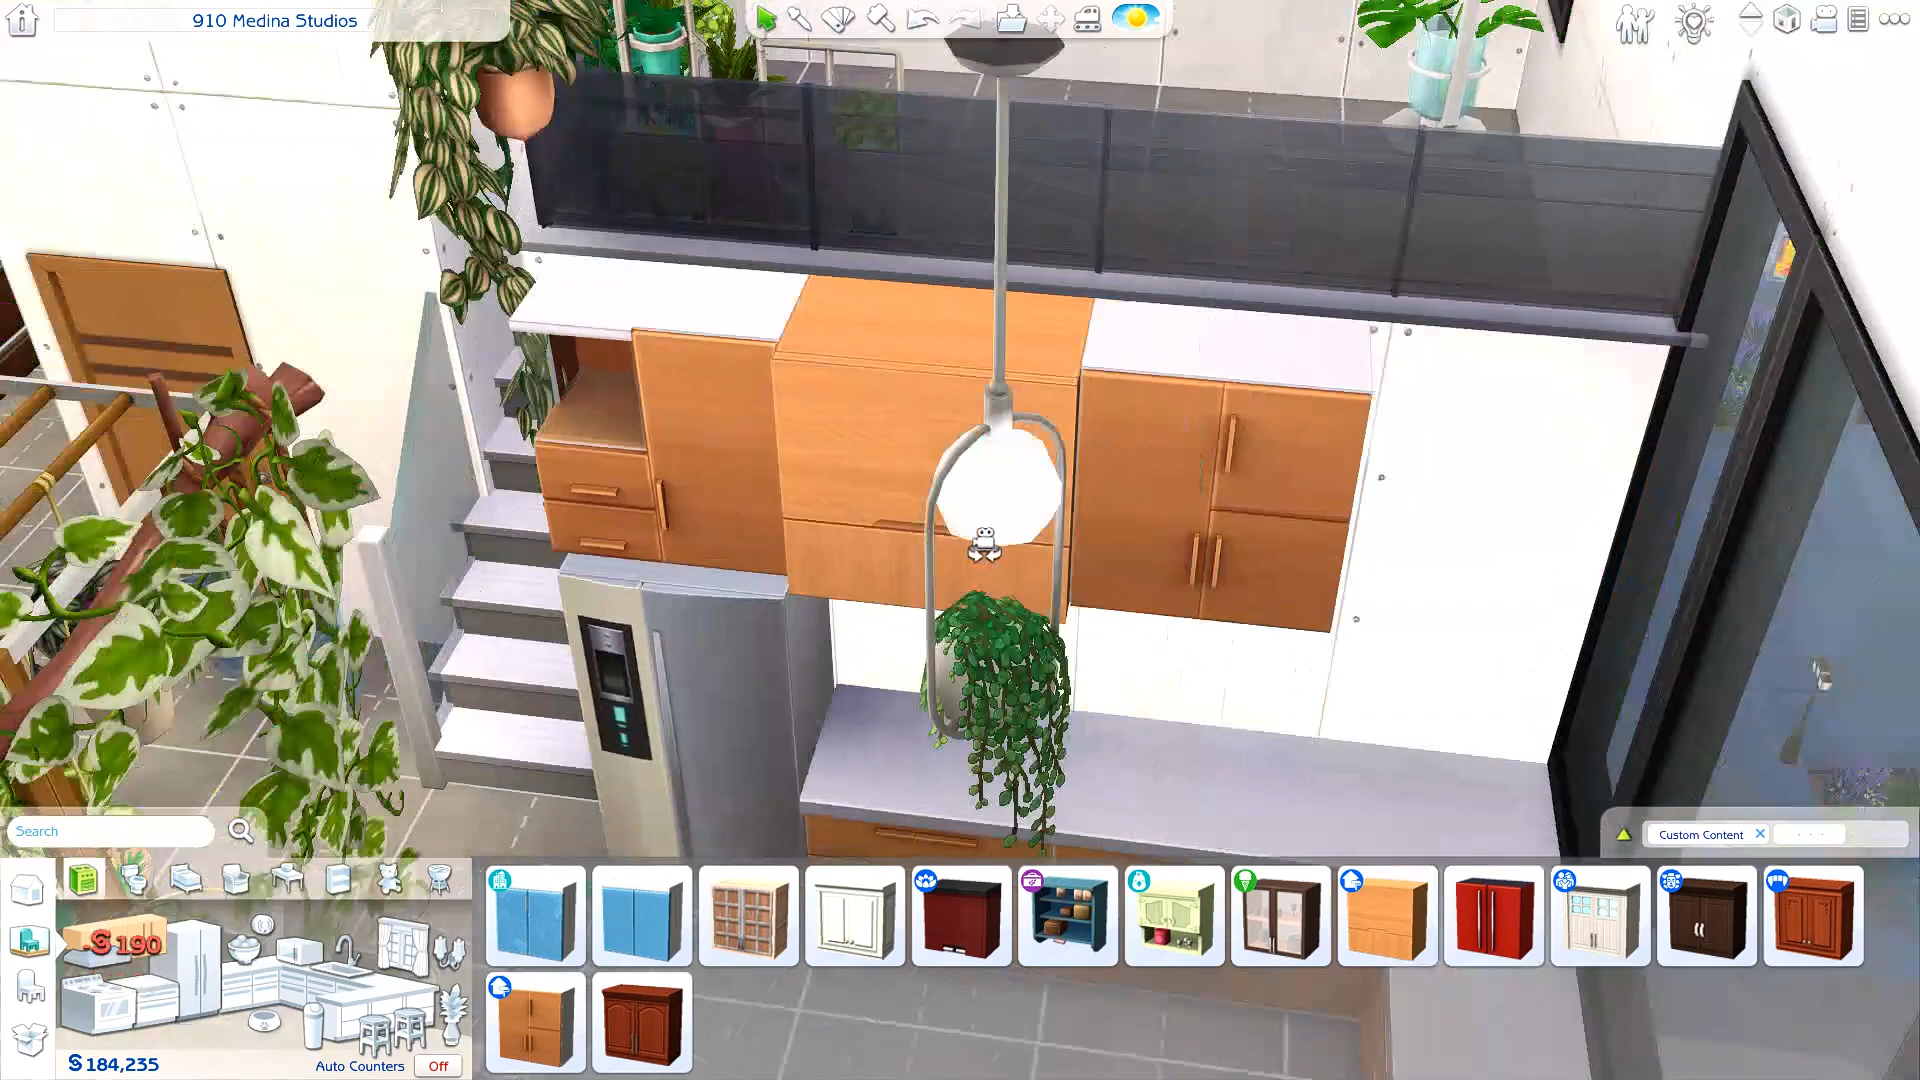 910 Medina Studios
Search
Custom Content
-§190
§184,235
Auto Counters
Off